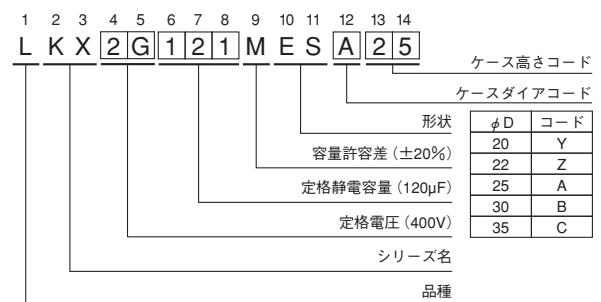 1 2 3 4 5 6 7 8 9 10 11 12 13 14
L K X 2 G 1 2 1 M E S A 2 5
ケース高さコード
ケースダイアコード
形状
容量許容差 (±20%)
定格静電容量 (120μF)
定格電圧 (400V)
シリーズ名
品種
φD コード
20 Y
22 Z
25 A
30 B
35 C